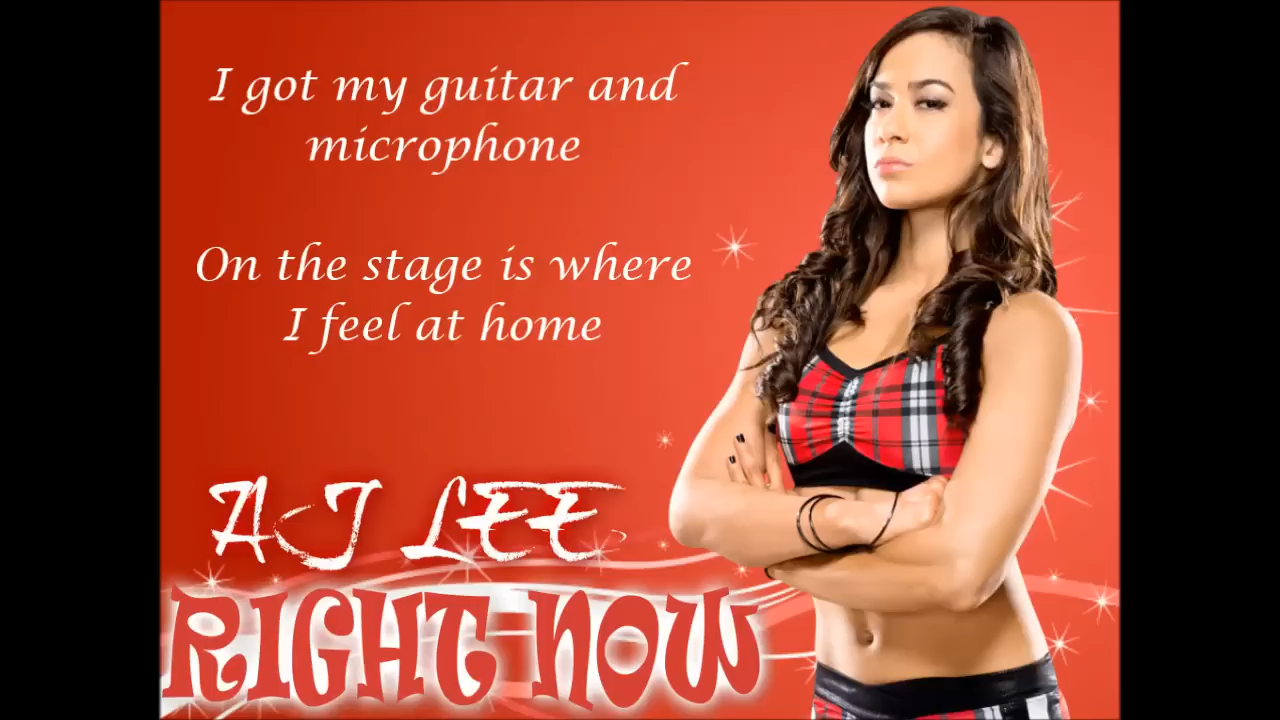 I got my guitar and
microphone
On the stage is where
I feel at home
AJ LEE
RIGHT NOW